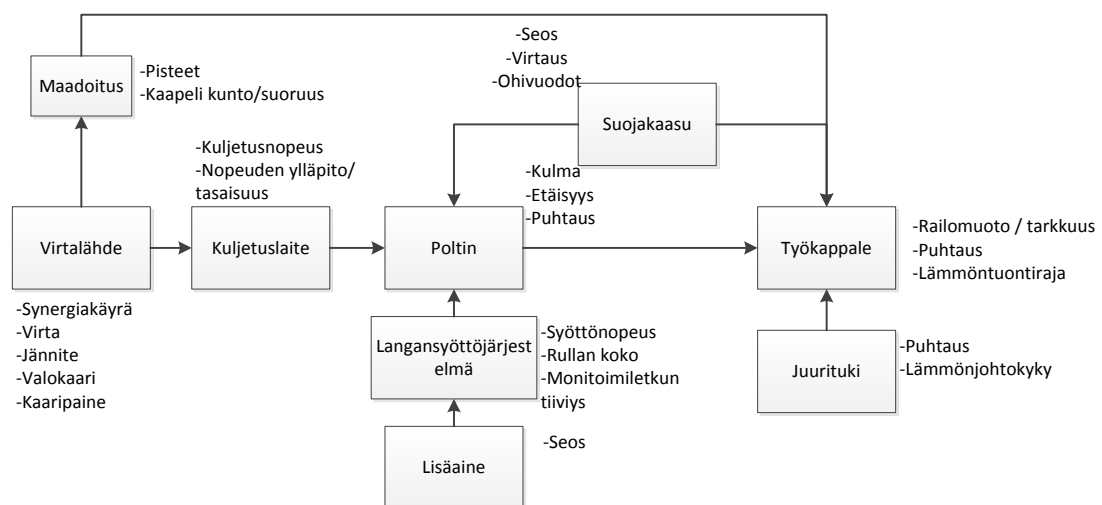 -Seos
-Virtaus
-Ohivuodot
Maadoitus
-Pisteet
-Kaapeli kunto/suoruus
Suojakaasu
-Kuljetusnopeus
-Nopeuden ylläpito/
tasaisuus
-Kulma
-Etäisyys
-Puhtaus
Virtalähde
Kuljetuslaite
Poltin
Työkappale
-Railomuoto / tarkkuus
-Puhtaus
-Lämmöntuontiraja
-Synergiakäyrä
-Virta
-Jännite
-Valokaari
-Kaaripaine
Langansyöttöjärjest
elmä
-Syöttönopeus
-Rullan koko
-Monitoimiletkun
tiiviys
Juurituki
-Puhtaus
-Lämmönjohtokyky
Lisäaine
-Seos